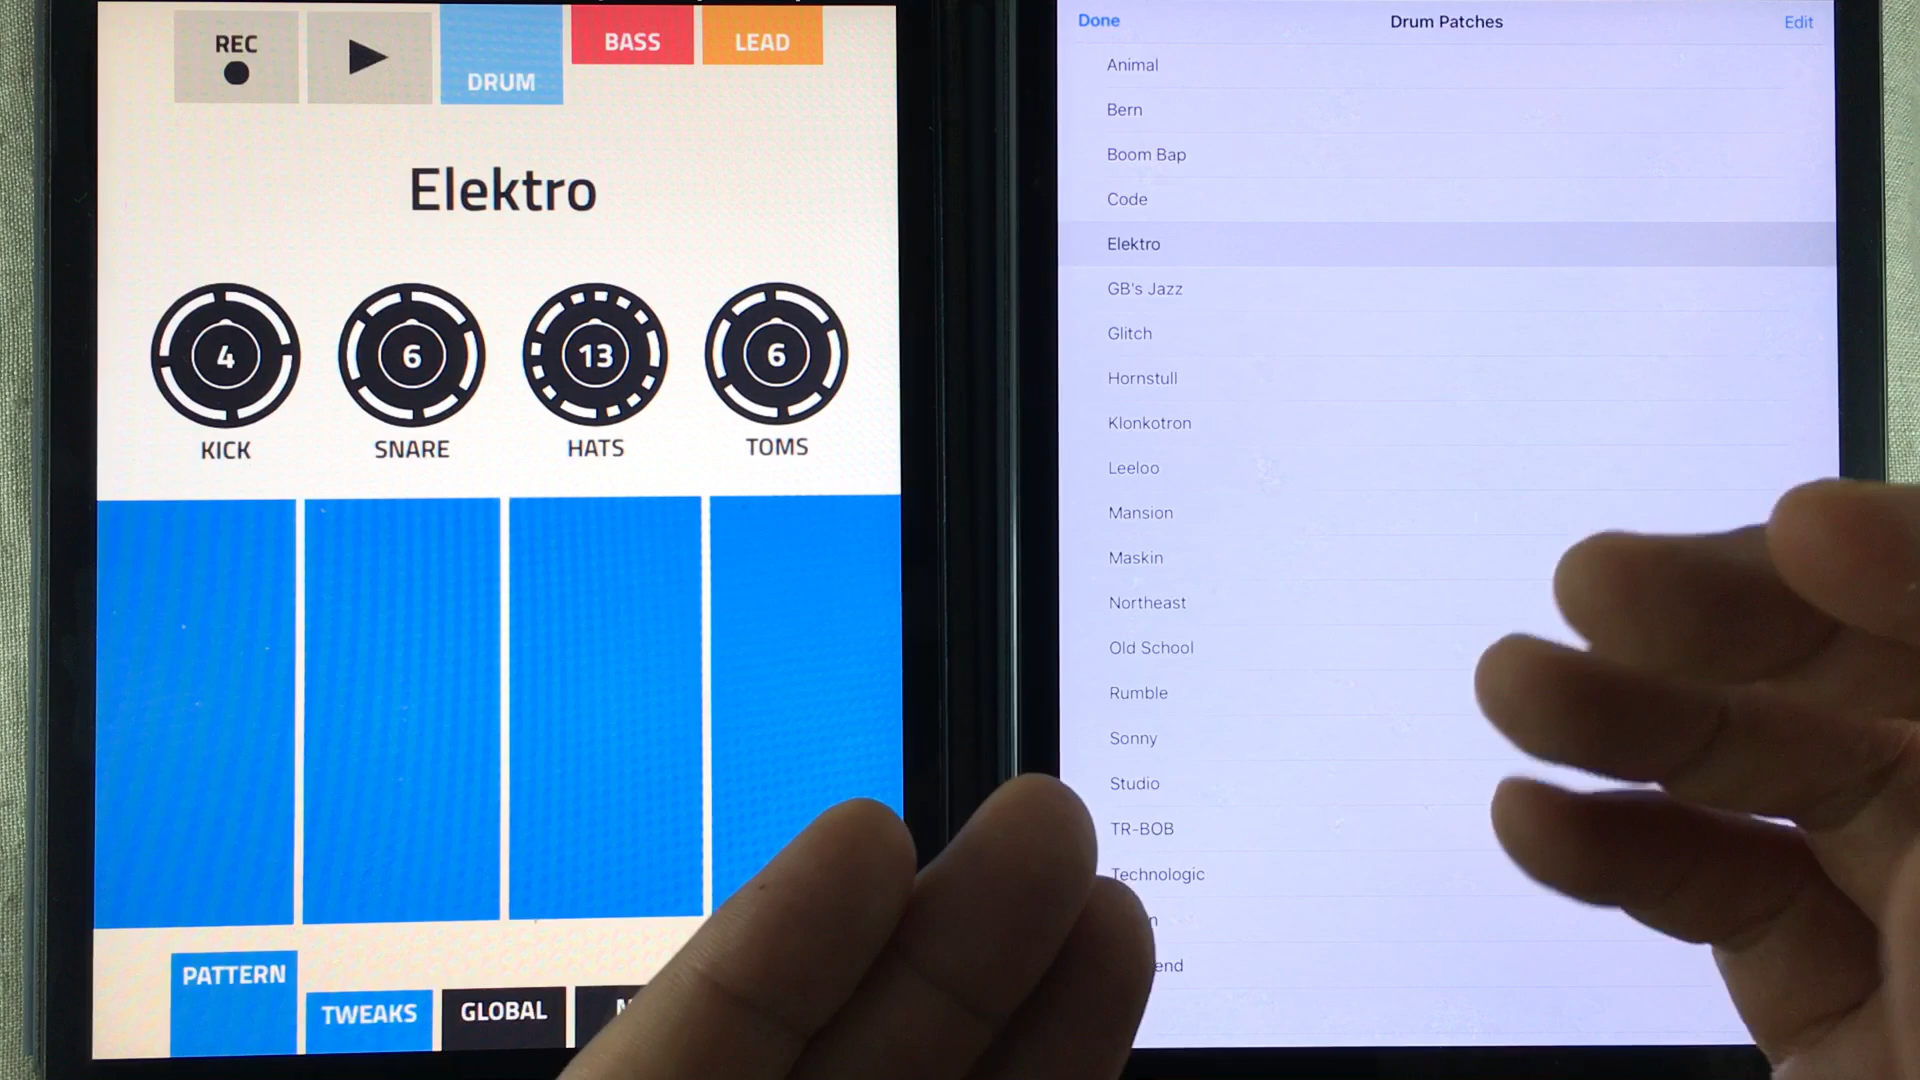 REC
DRUM
BASS
LEAD
Elektro
4
6
13
6
KICK
SNARE
HATS
TOMS
PATTERN
TWEAKS
GLOBAL
Done
Drum Patches
Edit
Animal
Bern
Boom Bap
Code
Elektro
GB's Jazz
Glitch
Hornstull
Klonkotron
Leeloo
Mansion
Maskin
Northeast
Old School
Rumble
Sonny
Studio
TR-BOB
Technologic